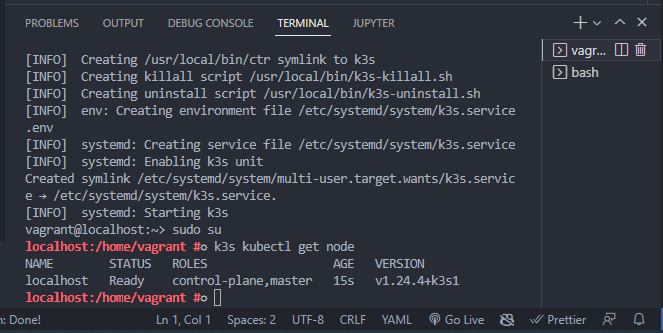 PROBLEMS OUTPUT DEBUG CONSOLE TERMINAL JUPYTER
[INFO]  Creating /usr/local/bin/ctr symlink to k3s
[INFO]  Creating killall script /usr/local/bin/k3s-killall.sh
[INFO]  Creating uninstall script /usr/local/bin/k3s-uninstall.sh
[INFO]  env: Creating environment file /etc/systemd/system/k3s.service
.env
[INFO]  systemd: Creating service file /etc/systemd/system/k3s.service
[INFO]  systemd: Enabling k3s unit
Created symlink /etc/systemd/system/multi-user.target.wants/k3s.servic
e → /etc/systemd/system/k3s.service.
[INFO]  systemd: Starting k3s
vagrant@localhost:~> sudo su
localhost:/home/vagrant # k3s kubectl get node
NAME        STATUS   ROLES                  AGE   VERSION
localhost   Ready    control-plane,master   15s   v1.24.4+k3s1
localhost:/home/vagrant #
vagr...
bash
n: Done! Ln 1, Col 1 Spaces: 2 UTF-8 CRLF YAML Go Live Prettier